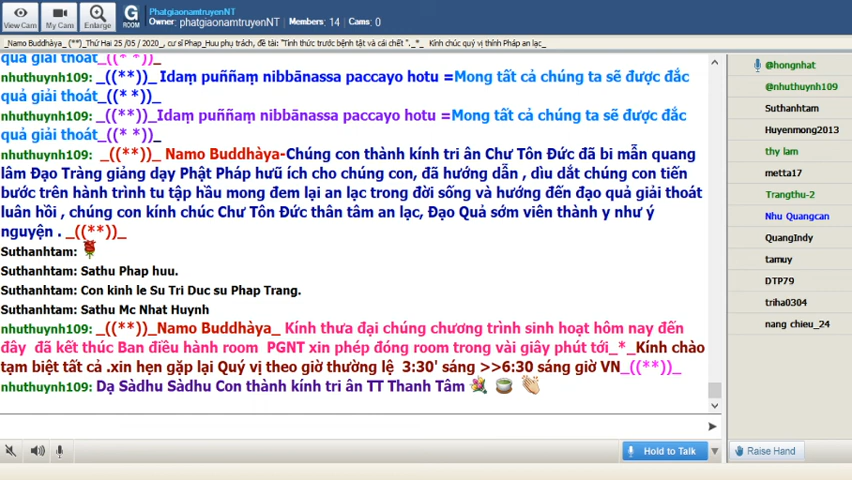 PhatgiaonamtruyenNT
Owner: phatgiaonamtruyenNT Members: 14 Cams: 0
View Cam My Cam Enlarge G ROOM
_Namo Buddhàya_ (**)_Thứ Hai 25 /05 / 2020_, cư sĩ Pháp_Huu phụ trách, đề tài: "Tỉnh thức trước bệnh tật và cái chết "._*_ Kính chúc quý vị thính Pháp an lạc_
quả giải thoát_((* *))_
nhuthuynh109: _((**))_ Idaṃ puññaṃ nibbānassa paccayo hotu =Mong tất cả chúng ta sẽ được đắc
quả giải thoát_((* *))_
nhuthuynh109: _((**))_Idaṃ puññaṃ nibbānassa paccayo hotu =Mong tất cả chúng ta sẽ được đắc
quả giải thoát_((* *))_
nhuthuynh109: _((**))_ Namo Buddhàya-Chúng con thành kính tri ân Chư Tôn Đức đã bi mẫn quang
lâm Đạo Tràng giảng dạy Phật Pháp hưũ ích cho chúng con, đã hướng dẫn , dìu dắt chúng con tiến
bước trên hành trình tu tập hầu mong đem lại an lạc trong đời sống và hướng đến đạo quả giải thoát
luân hồi , chúng con kính chúc Chư Tôn Đức thân tâm an lạc, Đạo Quả sớm viên thành y như ý
nguyện . _((**))_
Suthanhtam:
Suthanhtam: Sathu Phap huu.
Suthanhtam: Con kinh le Su Tri Duc su Phap Trang.
Suthanhtam: Sathu Mc Nhat Huynh
nhuthuynh109: _((**))_Namo Buddhàya_ Kính thưa đại chúng chương trình sinh hoạt hôm nay đến
đây đã kết thúc Ban điều hành room PGNT xin phép đóng room trong vài giây phút tới_*_Kính chào
tạm biệt tất cả .xin hẹn gặp lại Quý vị theo giờ thường lệ 3:30' sáng >>6:30 sáng giờ VN_((**))_
nhuthuynh109: Dạ Sàdhu Sàdhu Con thành kính tri ân TT Thanh Tâm
@hongnhat
@nhuthuynh109
Suthanhtam
Huyenmong2013
thy lam
metta17
Trangthu-2
Nhu Quangcan
QuangIndy
tamuy
DTP79
triha0304
nang chieu_24
Hold to Talk
Raise Hand